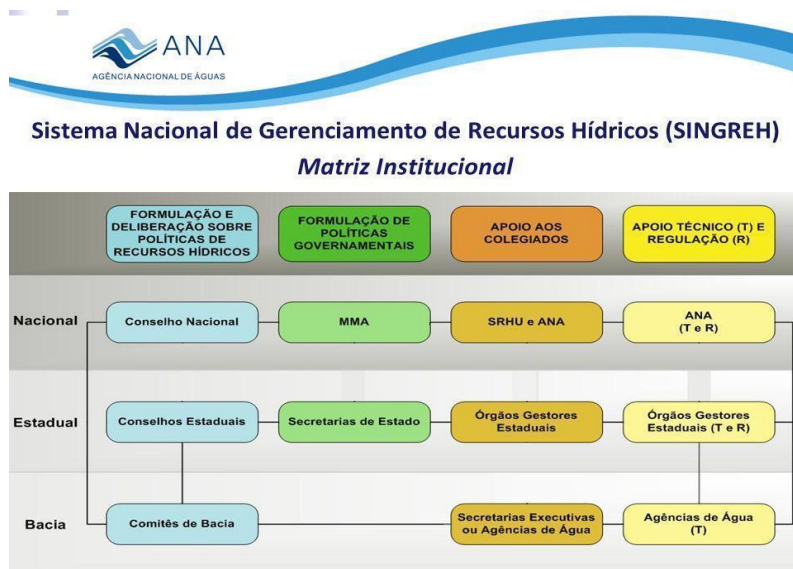 ANA
AGÊNCIA NACIONAL DE ÁGUAS
Sistema Nacional de Gerenciamento de Recursos Hídricos (SINGREH)
Matriz Institucional
FORMULAÇÃO E
DELIBERAÇÃO SOBRE
POLÍTICAS DE
RECURSOS HÍDRICOS
FORMULAÇÃO DE
POLÍTICAS
GOVERNAMENTAIS
APOIO AOS
COLEGIADOS
APOIO TÉCNICO (T) E
REGULAÇÃO (R)
Nacional
Conselho Nacional
MMA
SRHU e ANA
ANA
(T e R)
Estadual
Conselhos Estaduais
Secretarias de Estado
Órgãos Gestores
Estaduais
Órgãos Gestores
Estaduais (T e R)
Bacia
Comitês de Bacia
Secretarias Executivas
ou Agências de Água
Agências de Água
(T)